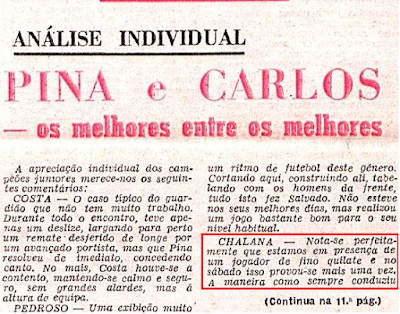 ANÁLISE INDIVIDUAL
PINA e CARLOS
— os melhores entre os melhores
A apreciação individual dos cam-
peões juniores merece-nos os seguin-
tes comentários:
COSTA — O caso típico do guar-
dião que não tem muito trabalho.
Durante todo o encontro, teve ape-
nas um deslize, largando para perto
um remate desferido de longe por
um avançado portista, mas que Pina
resolveu de imediato, concedendo
canto. No mais, Costa houve-se a
contento, mantendo-se calmo e segu-
ro, sem grandes alardes, mas à
altura da equipa.
PEDROSO — Uma exibição muito
um ritmo de futebol deste género.
Cortando aqui, construindo ali, tabe-
lando com os homens da frente,
tudo isto fez Salvado. Não esteve
nos seus melhores dias, mas realizou
um jogo bastante bom para o seu
nível habitual.
CHALANA — Nota-se perfeita-
mente que estamos em presença de
um jogador de fino quilate e no
sábado isso provou-se mais uma vez.
A maneira como sempre conduziu
(Continua na 11.ª pág.)